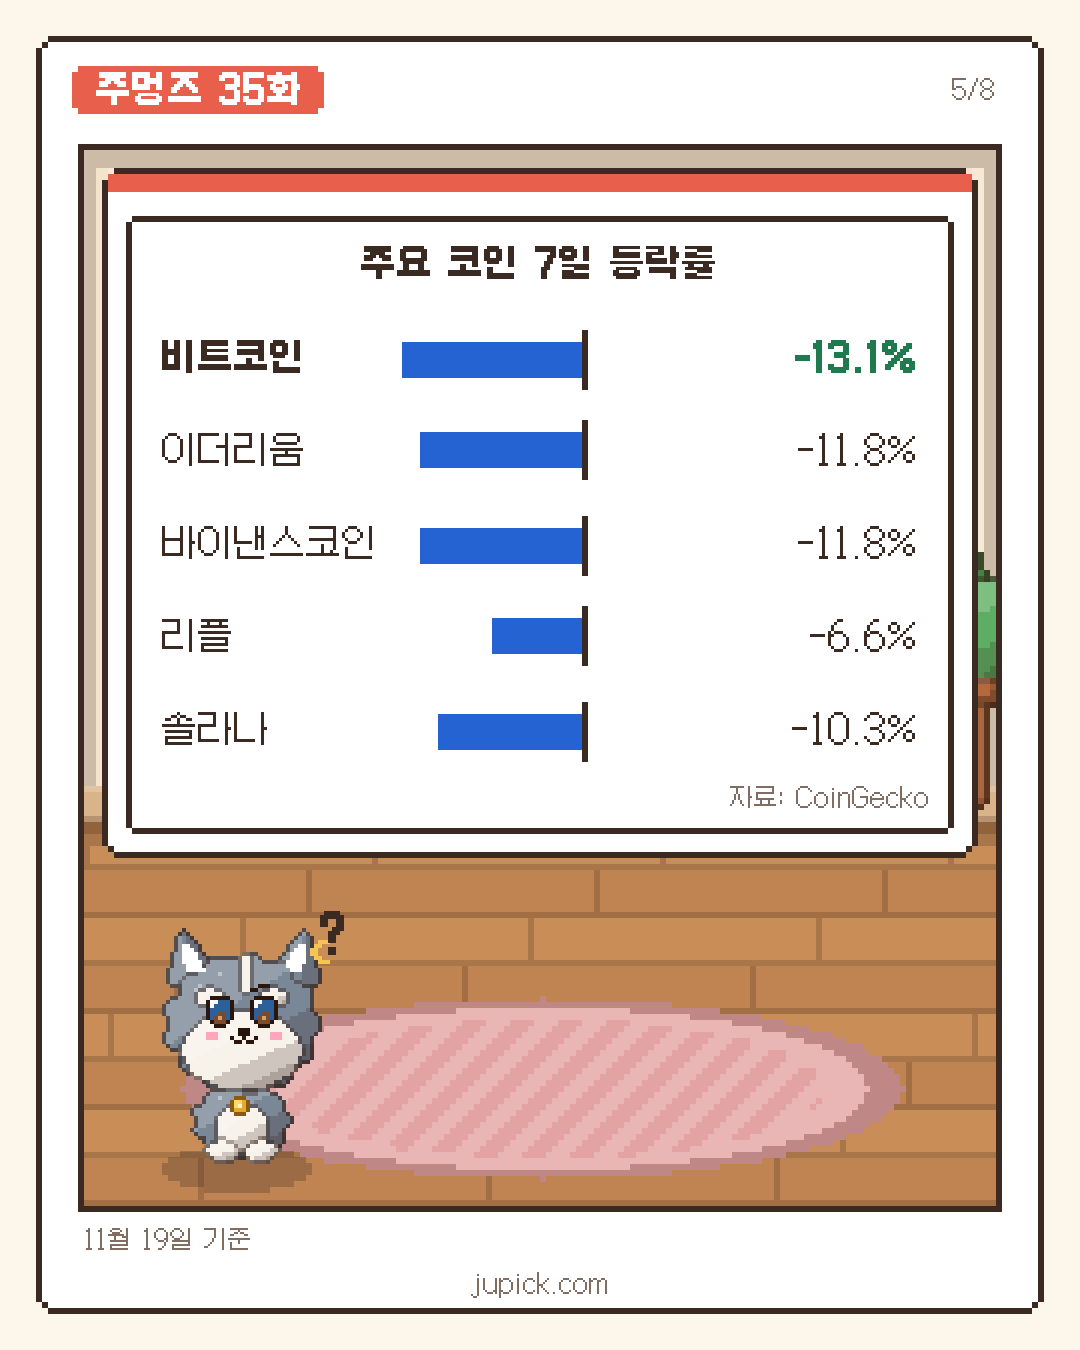 주멍즈 35화
5/8
주요 코인 7일 등락률
비트코인 -13.1%
이더리움 -11.8%
바이낸스코인 -11.8%
리플 -6.6%
솔라나 -10.3%
자료: CoinGecko
?
11월 19일 기준
jupick.com